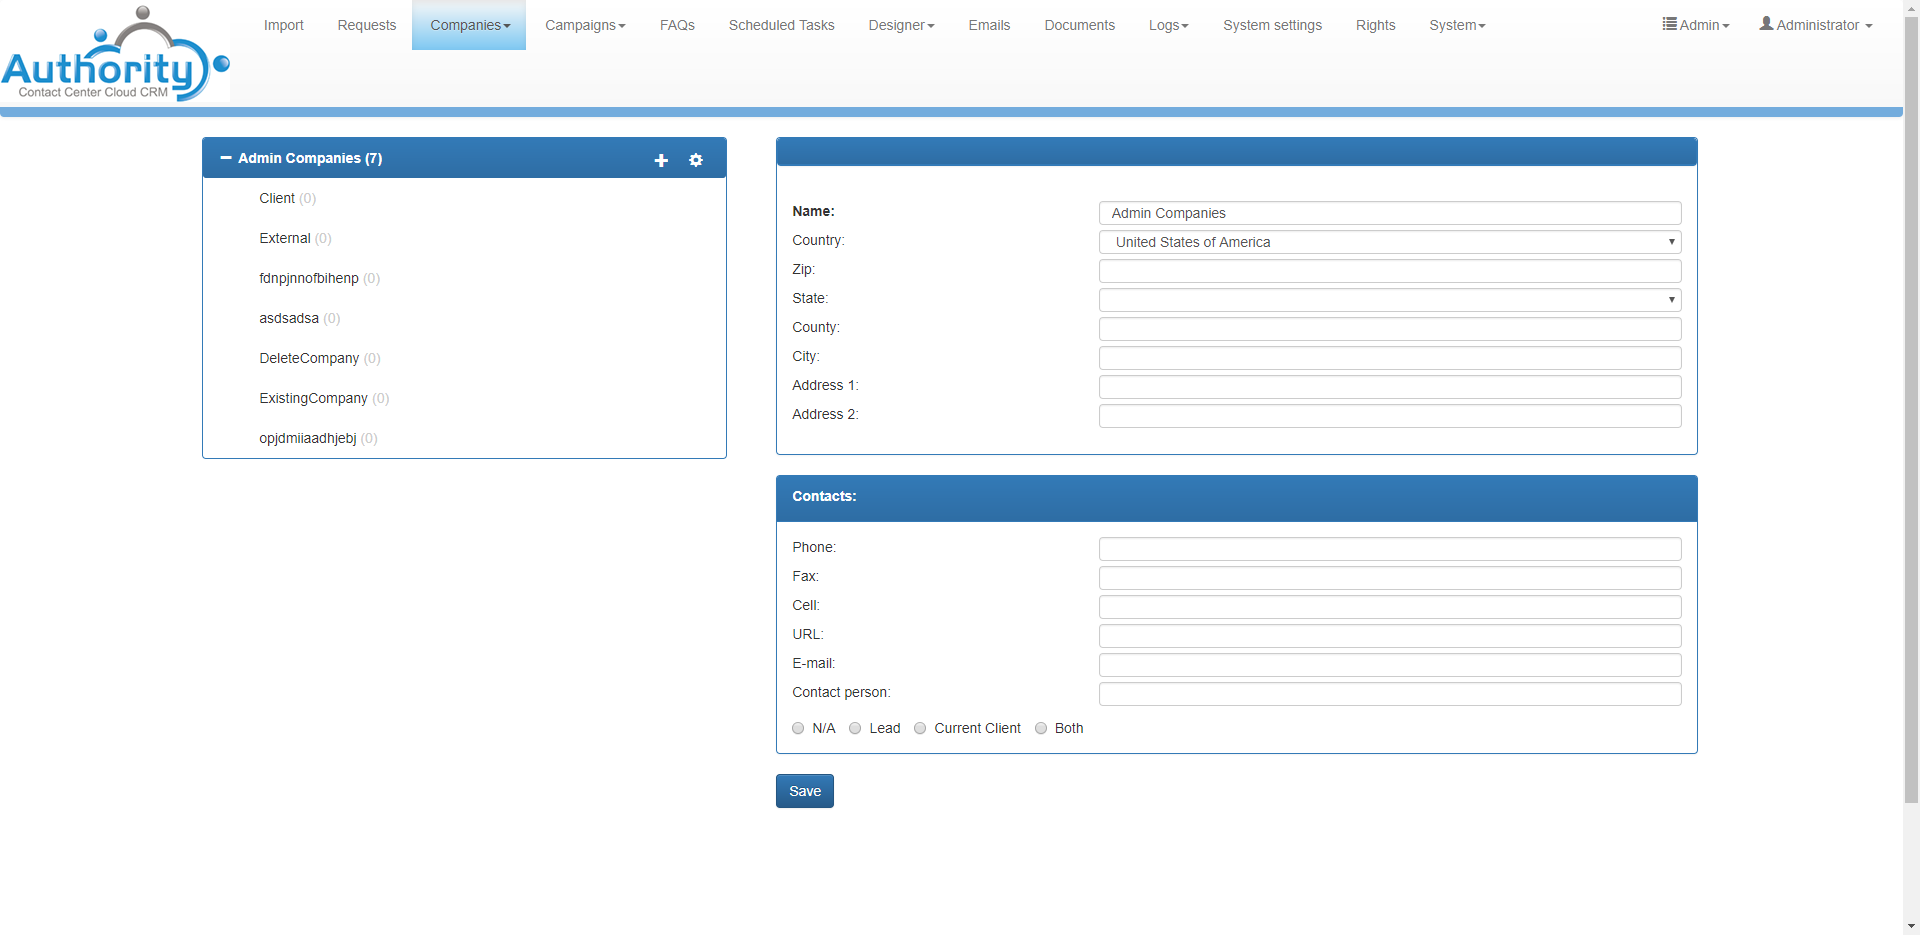 Authority
Contact Center Cloud CRM
Import Requests Companies Campaigns FAQs Scheduled Tasks Designer Emails Documents Logs System settings Rights System Admin Administrator
Admin Companies (7)
Client (0)
External (0)
fdnpjnnofbihenp (0)
asdsadsa (0)
DeleteCompany (0)
ExistingCompany (0)
opjdmiiaadhjebj (0)
Name: Admin Companies
Country: United States of America
Zip:
State:
County:
City:
Address 1:
Address 2:
Contacts:
Phone:
Fax:
Cell:
URL:
E-mail:
Contact person:
N/A Lead Current Client Both
Save